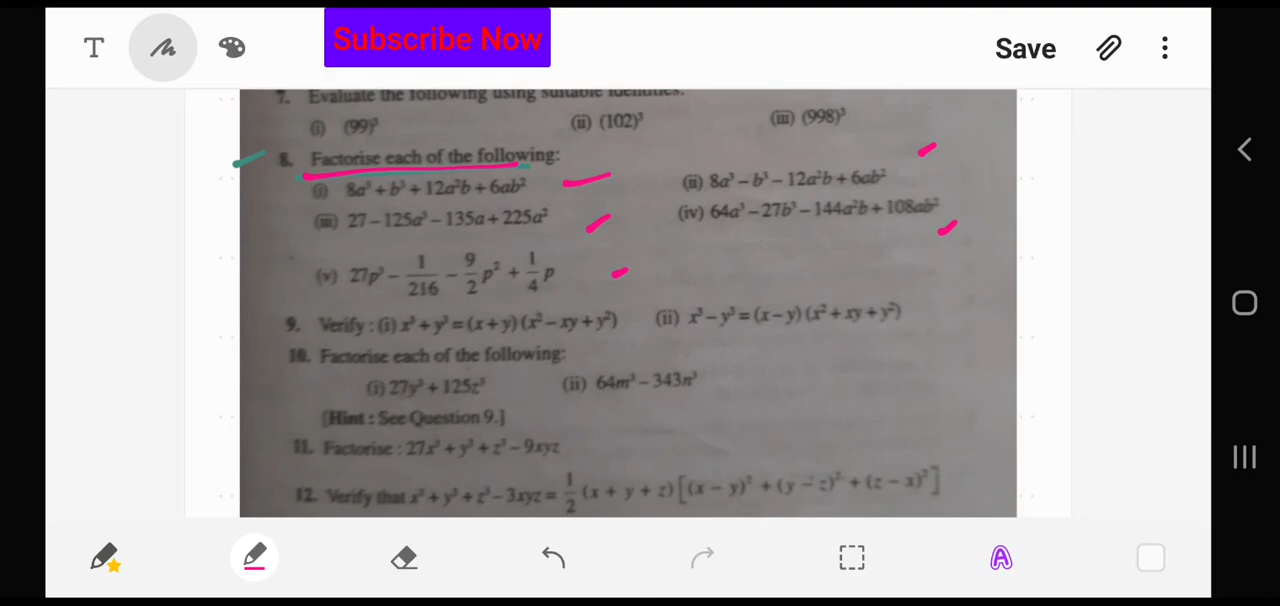 T
Subscribe Now
Save
7. Evaluate the following using suitable identities:
(i) (99)³ (ii) (102)³ (iii) (998)³
8. Factorise each of the following:
(i) 8a³ + b³ + 12a²b + 6ab² (ii) 8a³ – b³ – 12a²b + 6ab²
(iii) 27 – 125a³ – 135a + 225a² (iv) 64a³ – 27b³ – 144a²b + 108ab²
(v) 27p³ – 1/216 – 9/2 p² + 1/4 p
9. Verify : (i) x³ + y³ = (x + y) (x² – xy + y²) (ii) x³ – y³ = (x – y) (x² + xy + y²)
10. Factorise each of the following:
(i) 27y³ + 125z³ (ii) 64m³ – 343n³
[Hint : See Question 9.]
11. Factorise : 27x³ + y³ + z³ – 9xyz
12. Verify that x³ + y³ + z³ – 3xyz = 1/2 (x + y + z) [(x – y)² + (y – z)² + (z – x)²]
A